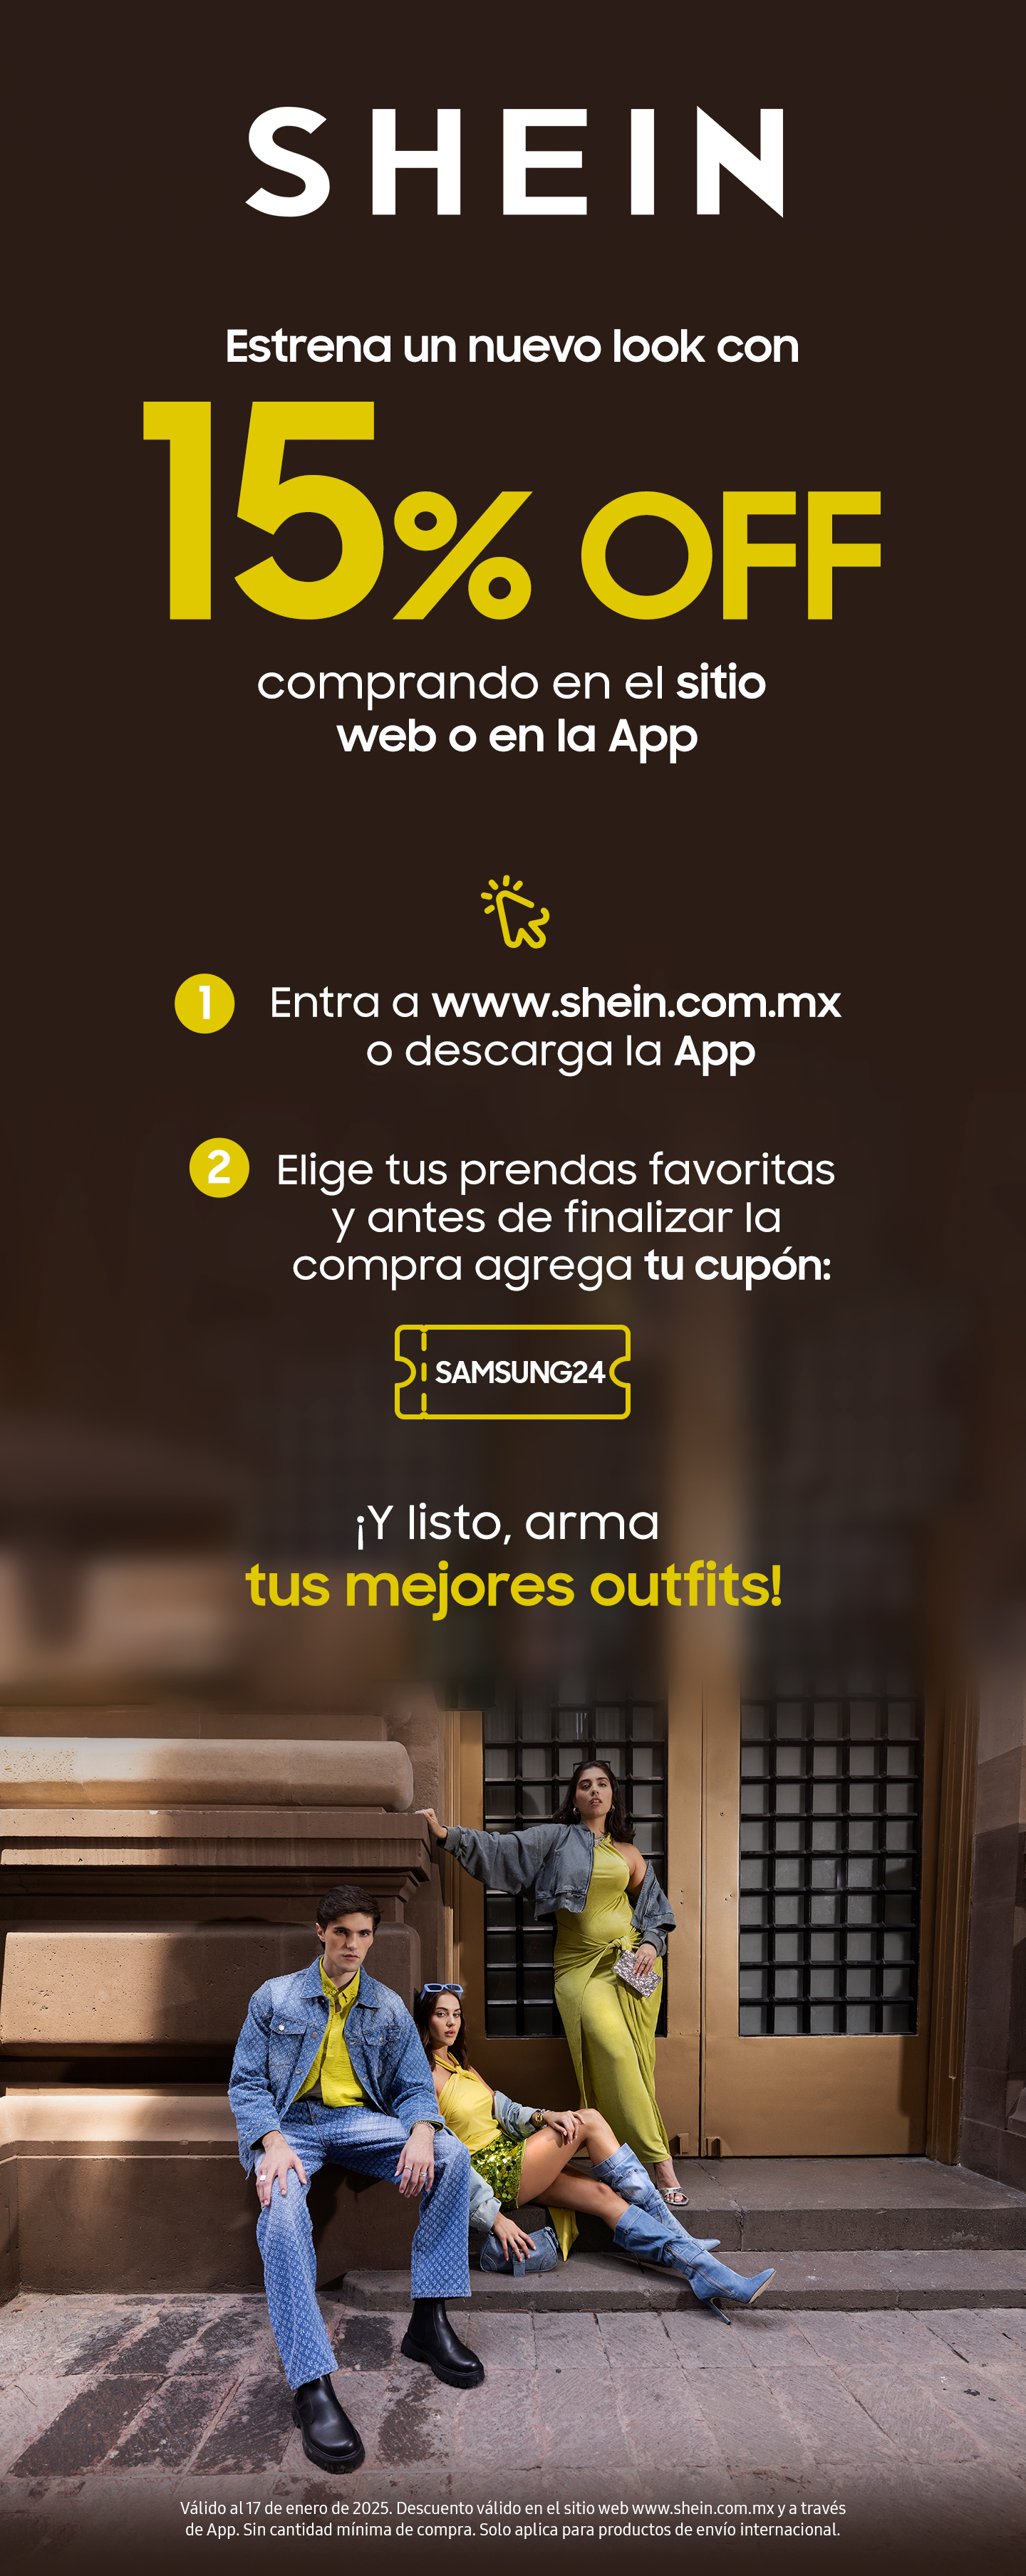 SHEIN
Estrena un nuevo look con
15% OFF
comprando en el sitio
web o en la App
1 Entra a www.shein.com.mx
o descarga la App
2 Elige tus prendas favoritas
y antes de finalizar la
compra agrega tu cupón:
SAMSUNG24
¡Y listo, arma
tus mejores outfits!
Válido al 17 de enero de 2025. Descuento válido en el sitio web www.shein.com.mx y a través
de App. Sin cantidad mínima de compra. Solo aplica para productos de envío internacional.